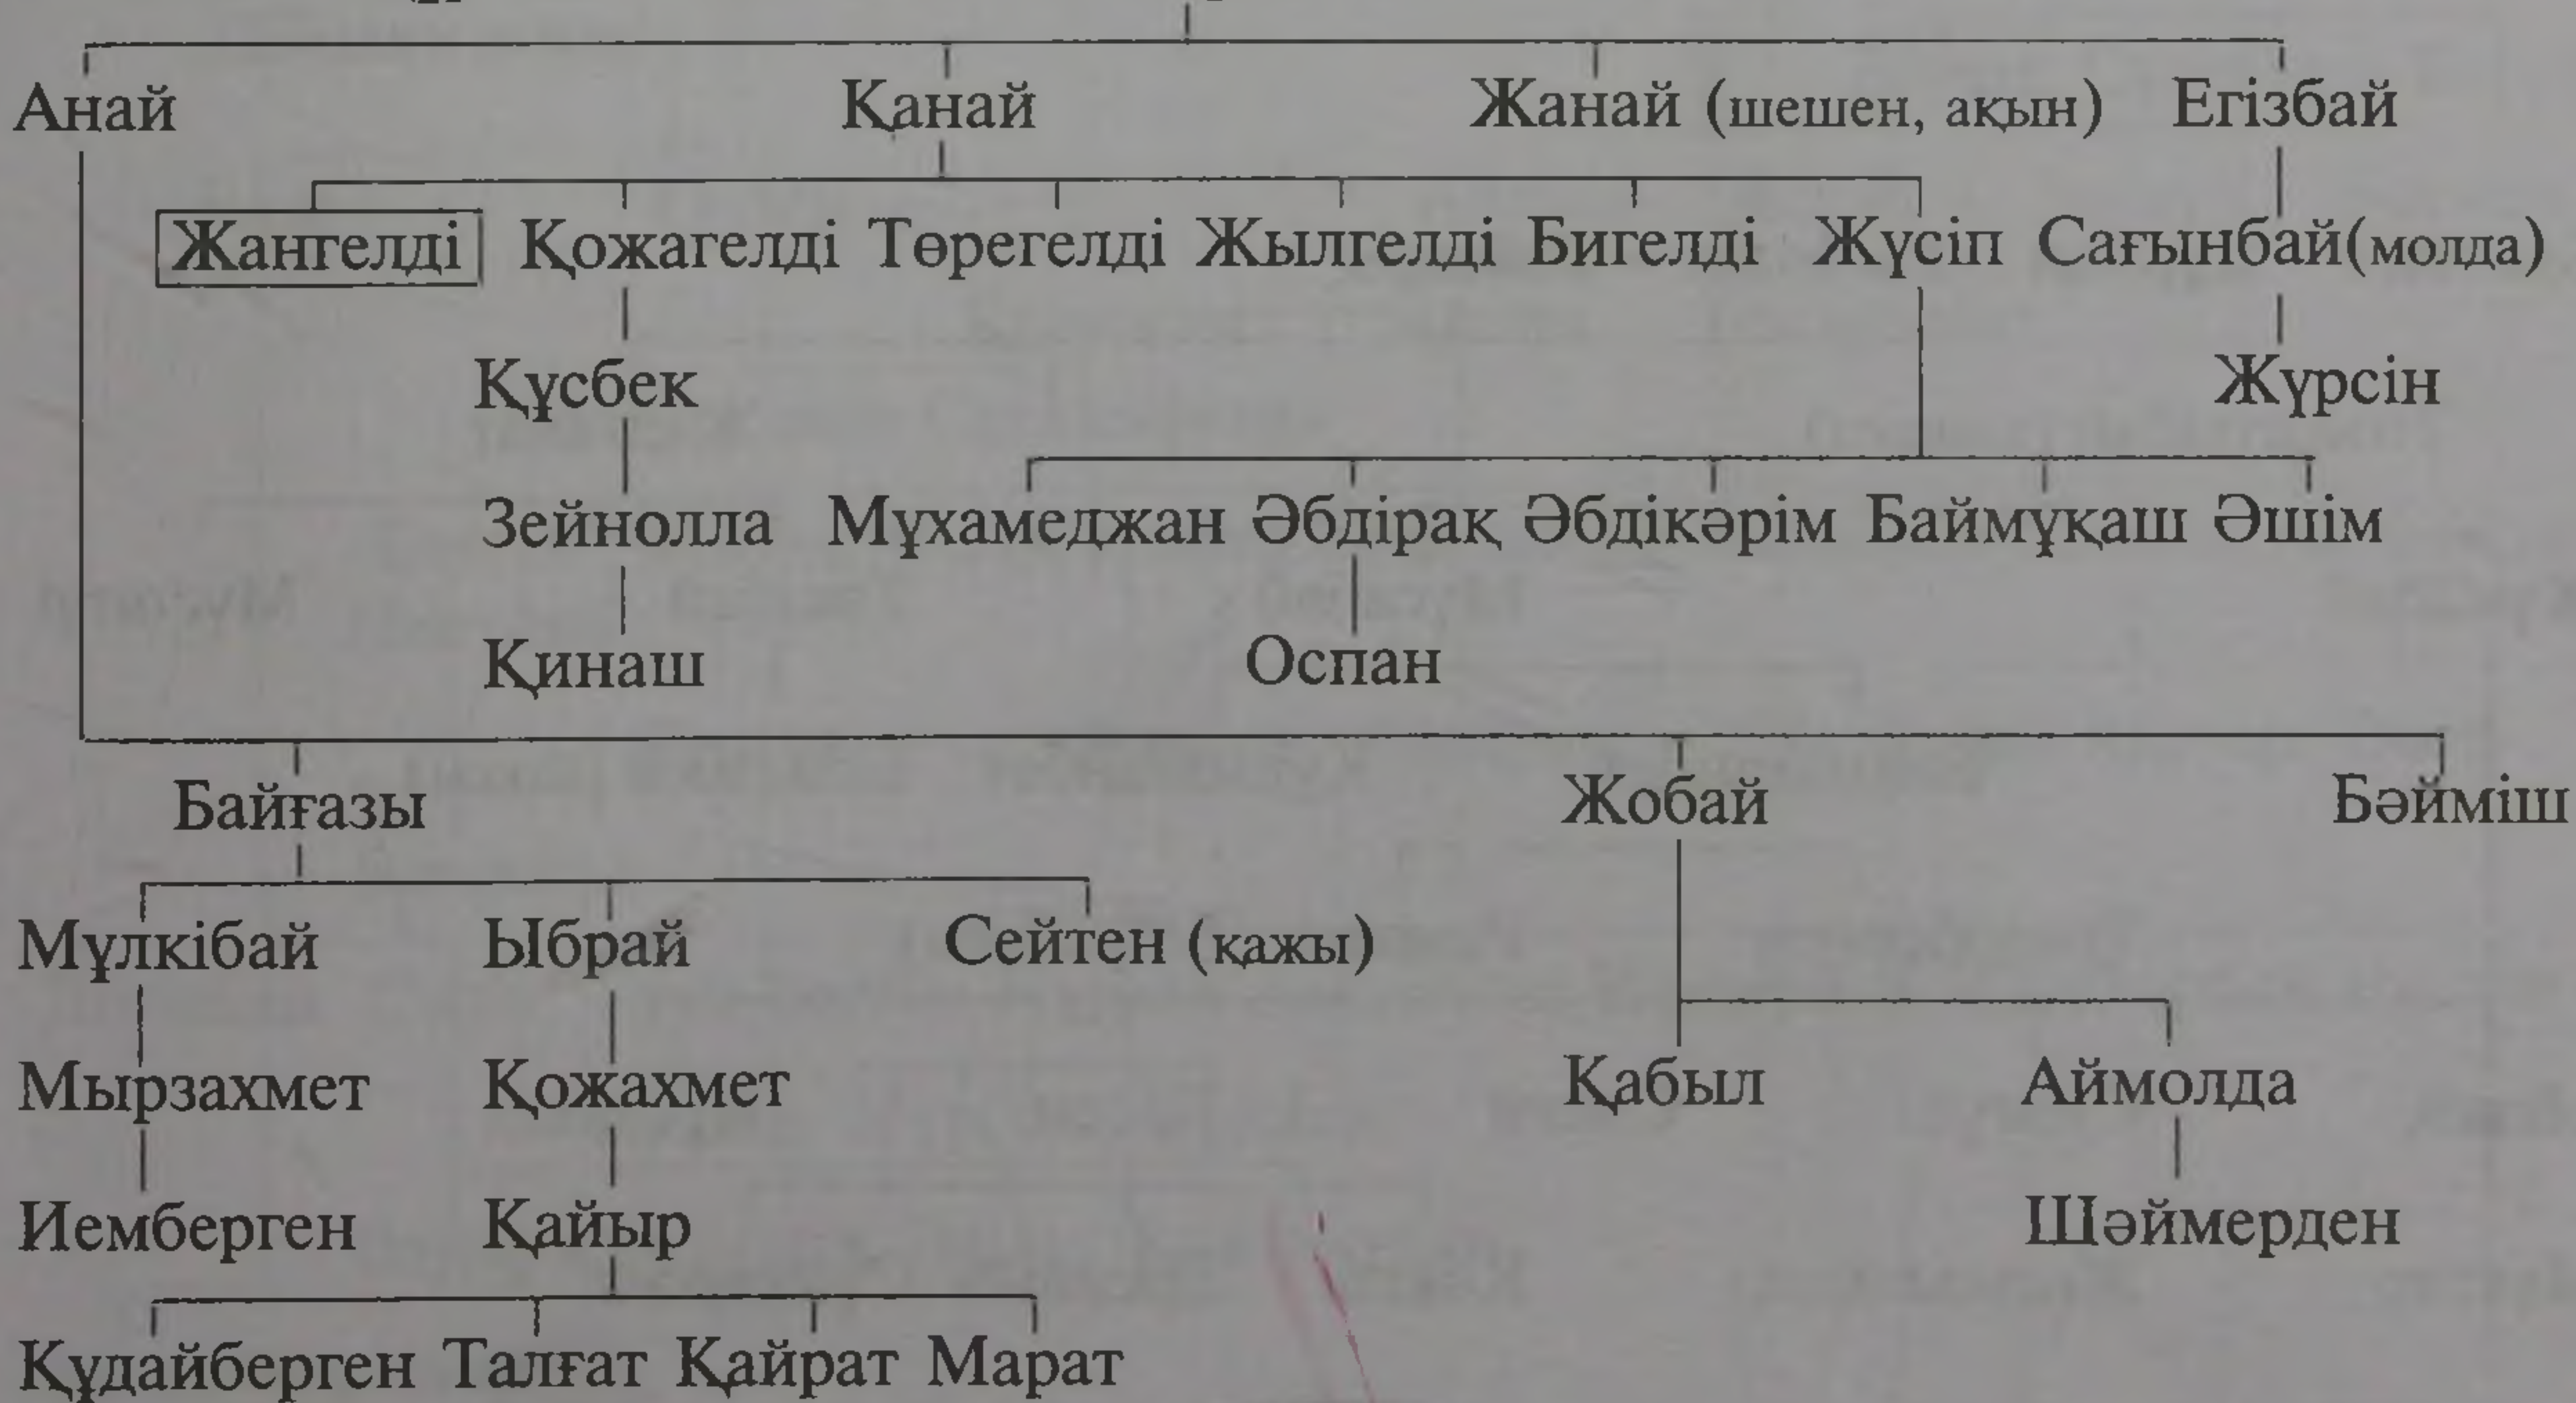 Анай Қанай Жанай (шешен, ақын) Егізбай
Жангелді Қожагелді Төрегелді Жылгелді Бигелді Жүсіп Сағынбай(молда)
Құсбек Жүрсін
Зейнолла Мұхамеджан Әбдірақ Әбдікәрім Баймұқаш Әшім
Қинаш Оспан
Байғазы Жобай Бәйміш
Мұлкібай Ыбрай Сейтен (қажы)
Мырзахмет Қожахмет Қабыл Аймолда
Иемберген Қайыр Шәймерден
Құдайберген Талғат Қайрат Марат